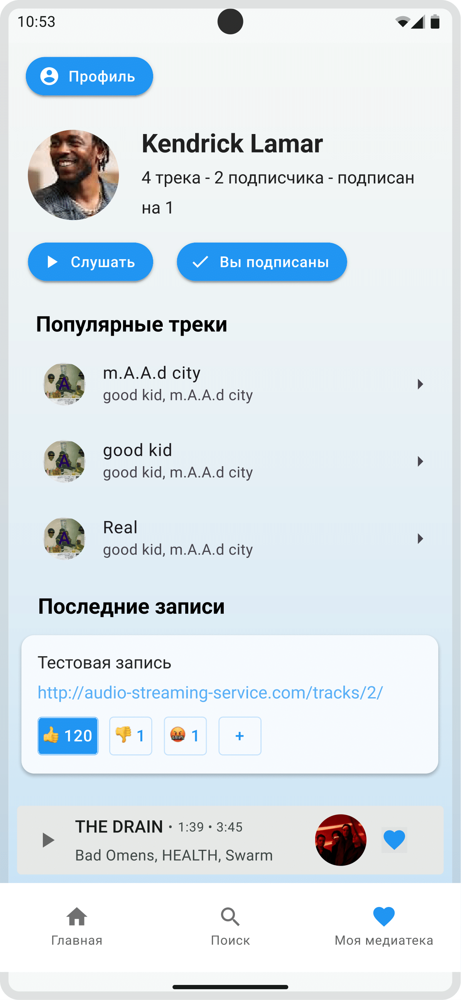 10:53
Профиль
Kendrick Lamar
4 трека - 2 подписчика - подписан
на 1
Слушать
Вы подписаны
Популярные треки
A
m.A.A.d city
good kid, m.A.A.d city
A
good kid
good kid, m.A.A.d city
A
Real
good kid, m.A.A.d city
Последние записи
Тестовая запись
http://audio-streaming-service.com/tracks/2/
👍 120
👎 1
🤬 1
+
THE DRAIN • 1:39 • 3:45
Bad Omens, HEALTH, Swarm
Главная
Поиск
Моя медиатека